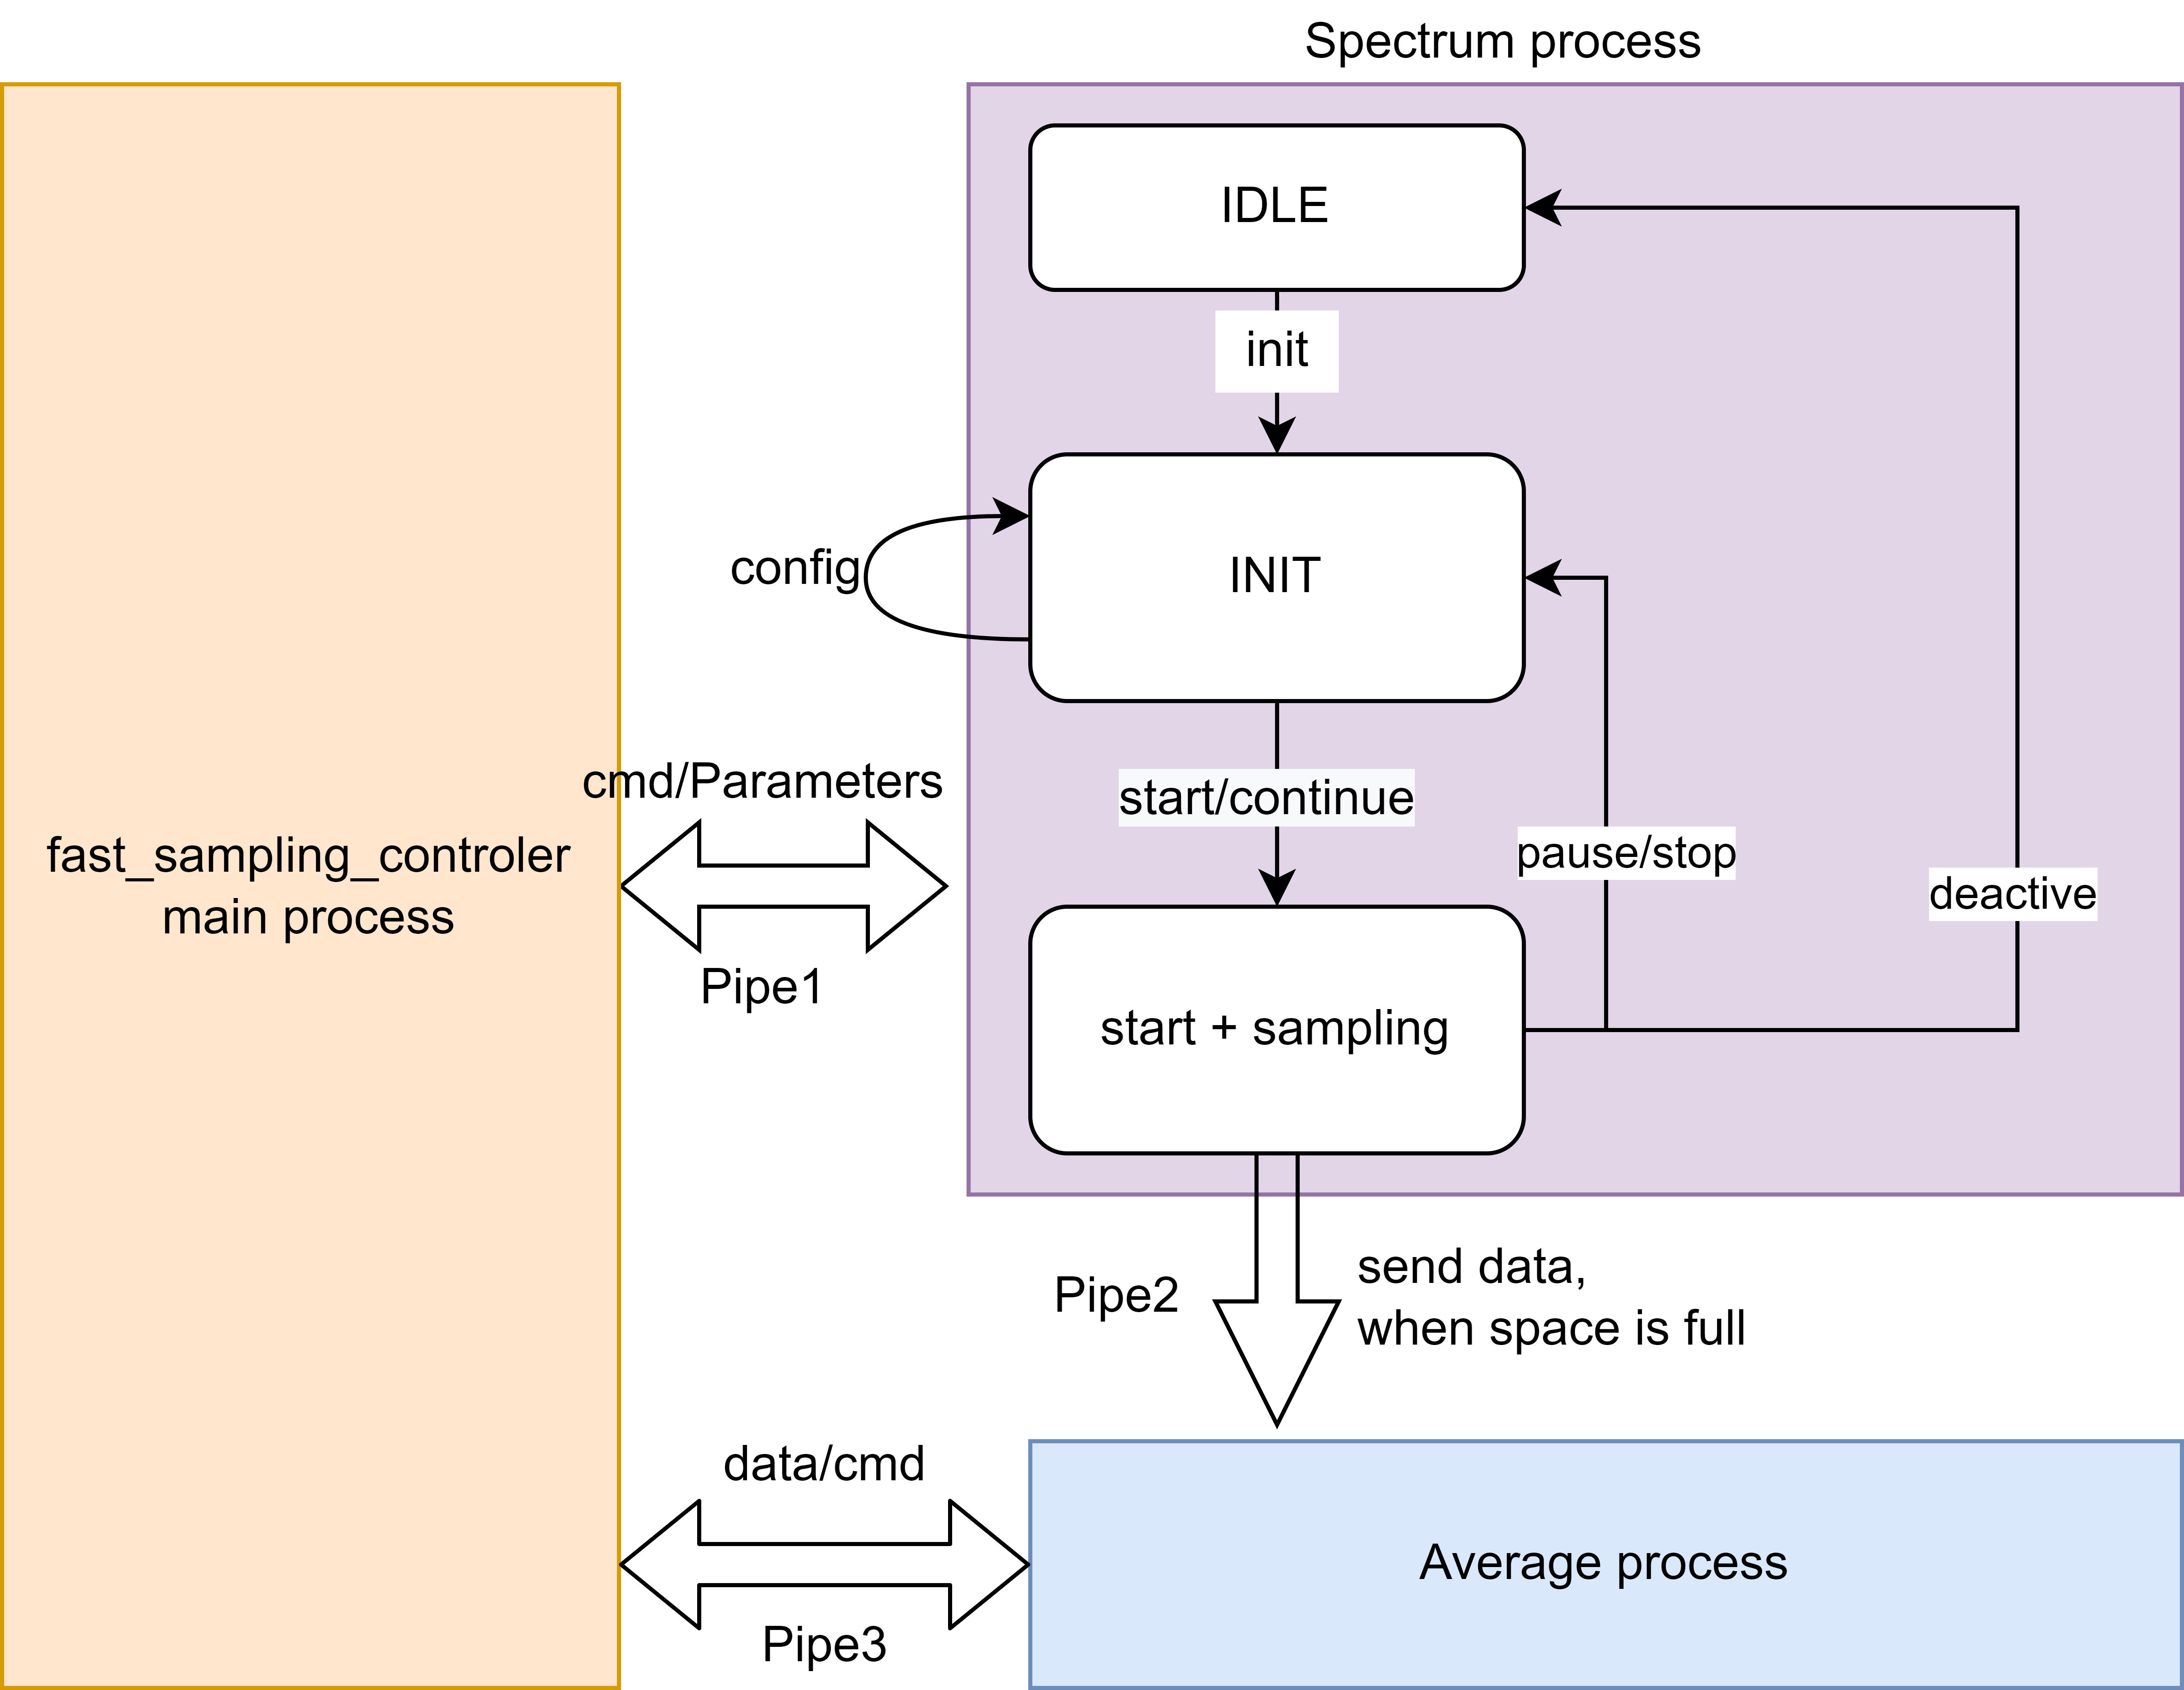 Spectrum process
IDLE
init
config
INIT
cmd/Parameters
start/continue
fast_sampling_controler
main process
pause/stop
deactive
Pipe1
start + sampling
Pipe2
send data,
when space is full
data/cmd
Average process
Pipe3